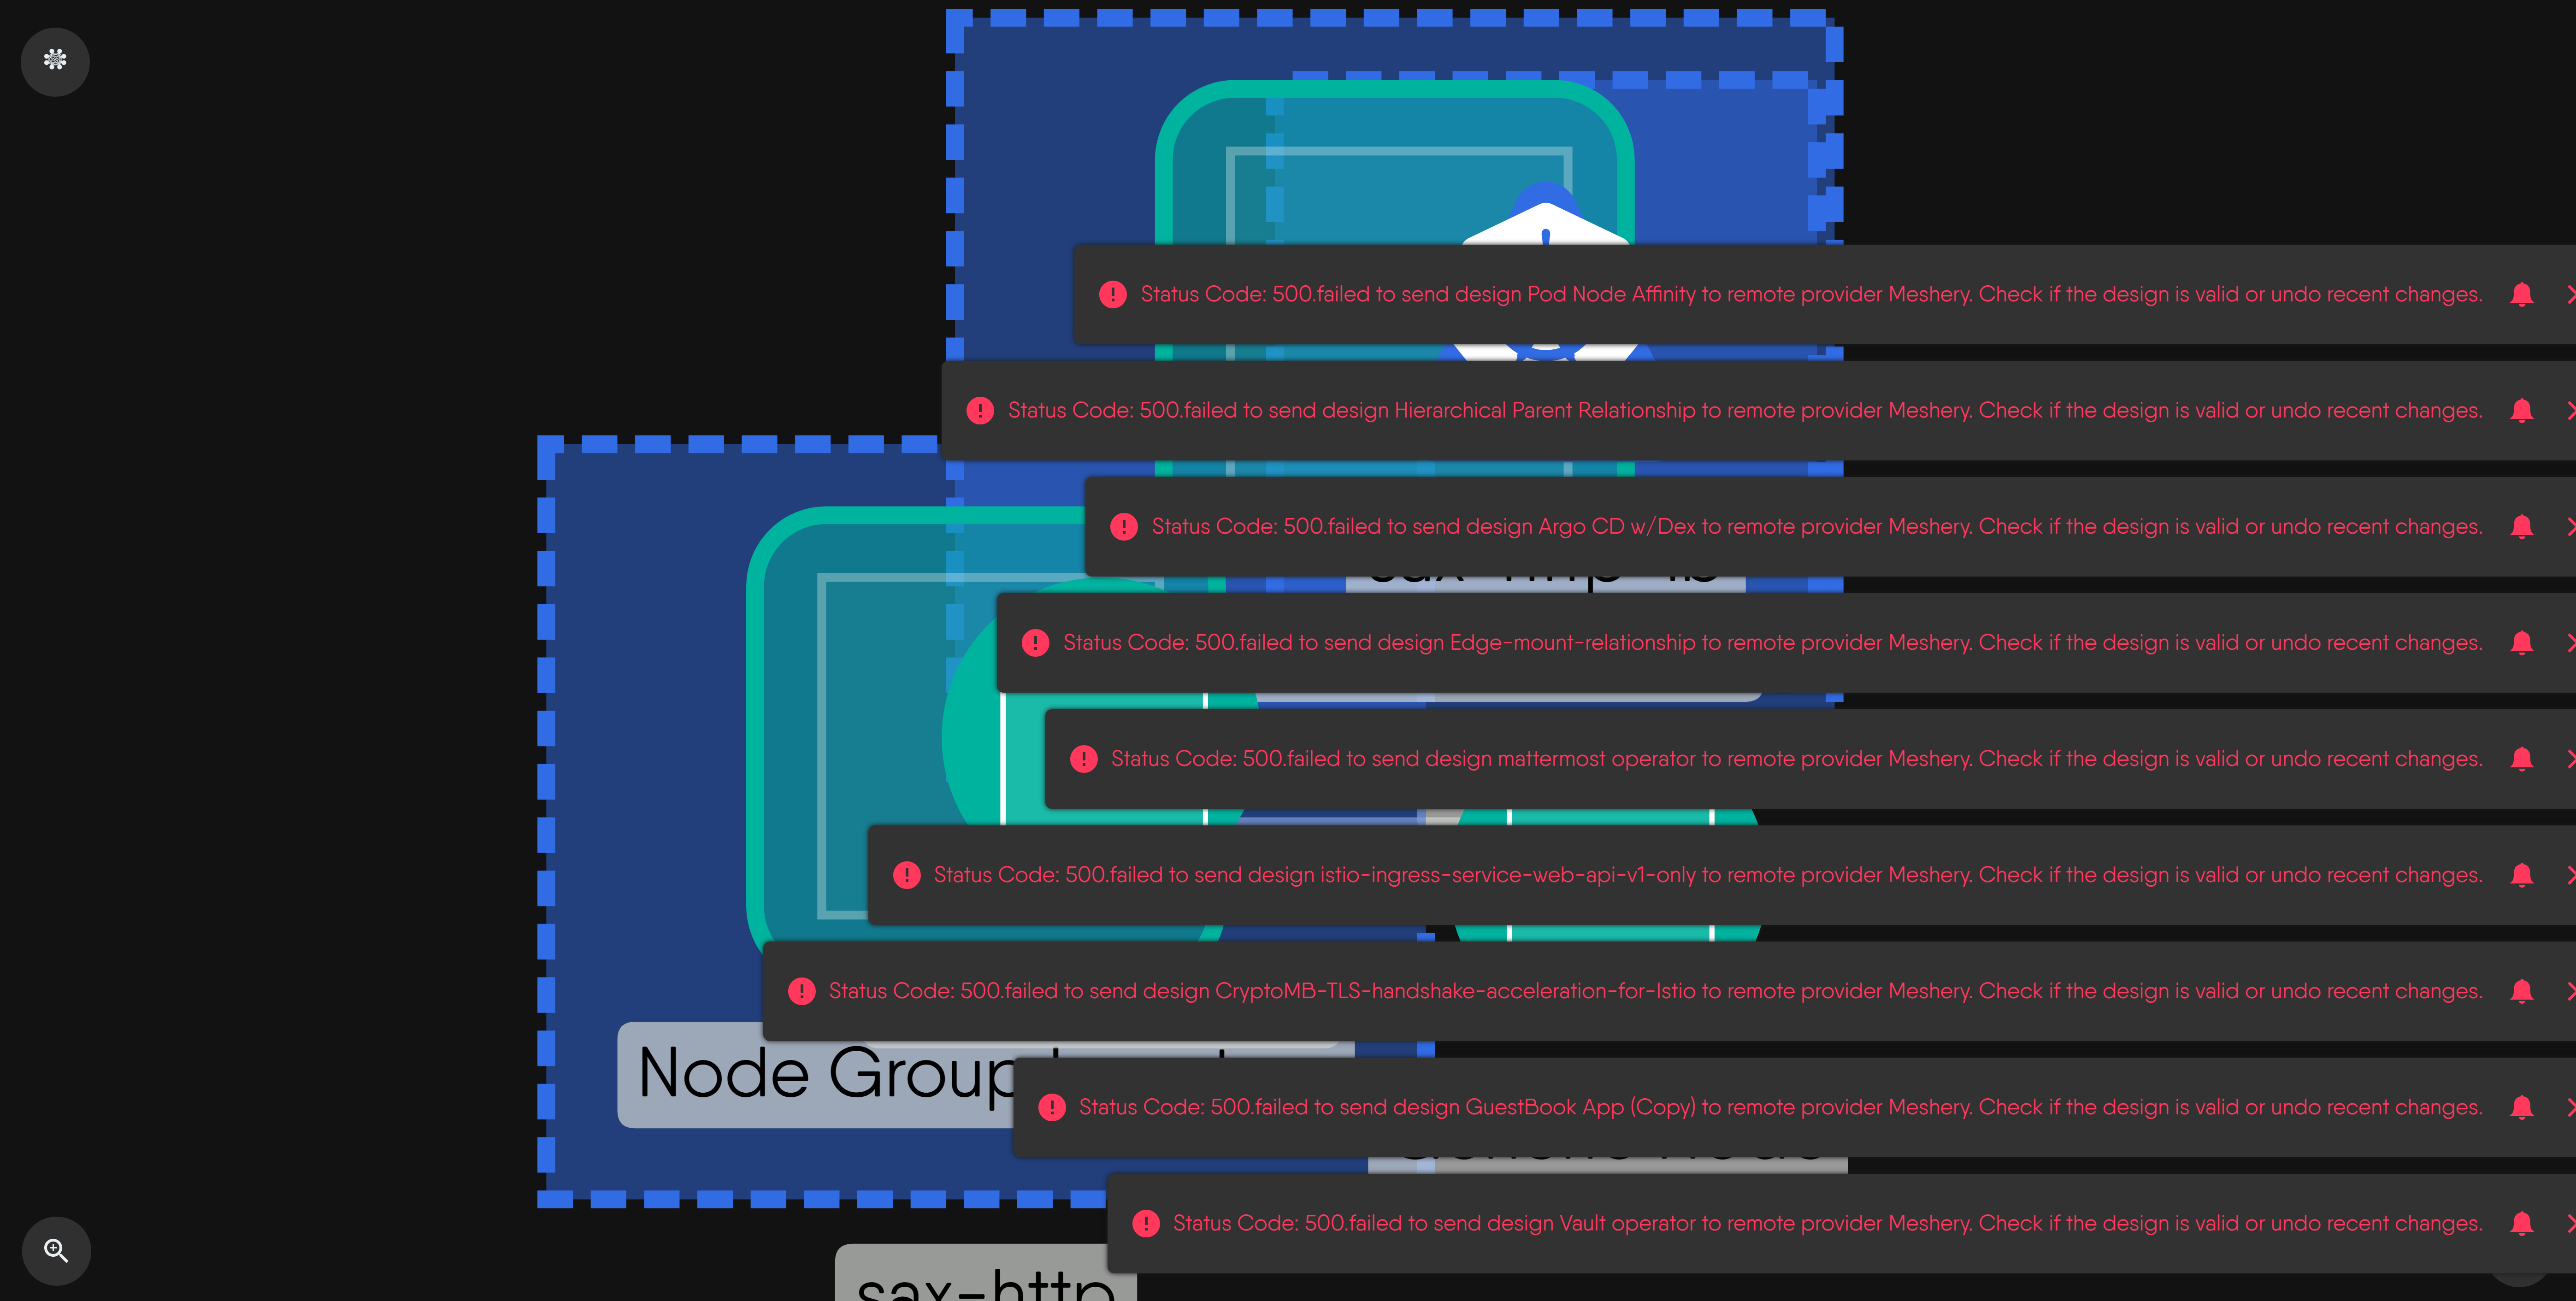 Status Code: 500.failed to send design Pod Node Affinity to remote provider Meshery. Check if the design is valid or undo recent changes.
Status Code: 500.failed to send design Hierarchical Parent Relationship to remote provider Meshery. Check if the design is valid or undo recent changes.
Status Code: 500.failed to send design Argo CD w/Dex to remote provider Meshery. Check if the design is valid or undo recent changes.
Status Code: 500.failed to send design Edge-mount-relationship to remote provider Meshery. Check if the design is valid or undo recent changes.
Status Code: 500.failed to send design mattermost operator to remote provider Meshery. Check if the design is valid or undo recent changes.
Status Code: 500.failed to send design istio-ingress-service-web-api-v1-only to remote provider Meshery. Check if the design is valid or undo recent changes.
Status Code: 500.failed to send design CryptoMB-TLS-handshake-acceleration-for-Istio to remote provider Meshery. Check if the design is valid or undo recent changes.
Node Group
Status Code: 500.failed to send design GuestBook App (Copy) to remote provider Meshery. Check if the design is valid or undo recent changes.
Status Code: 500.failed to send design Vault operator to remote provider Meshery. Check if the design is valid or undo recent changes.
sax-http